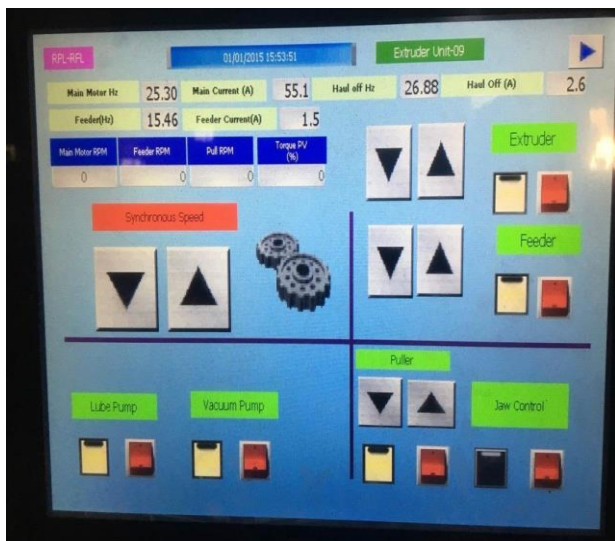 RPL-RFL 01/01/2015 15:53:51 Extruder Unit-09
Main Motor Hz 25.30 Main Current (A) 55.1 Haul off Hz 26.88 Haul Off (A) 2.6
Feeder(Hz) 15.46 Feeder Current(A) 1.5
Main Motor RPM Feeder RPM Pull RPM Torque PV (%)
0 0 0 0
Extruder
Synchronous Speed
Feeder
Puller
Lube Pump Vacuum Pump Jaw Control